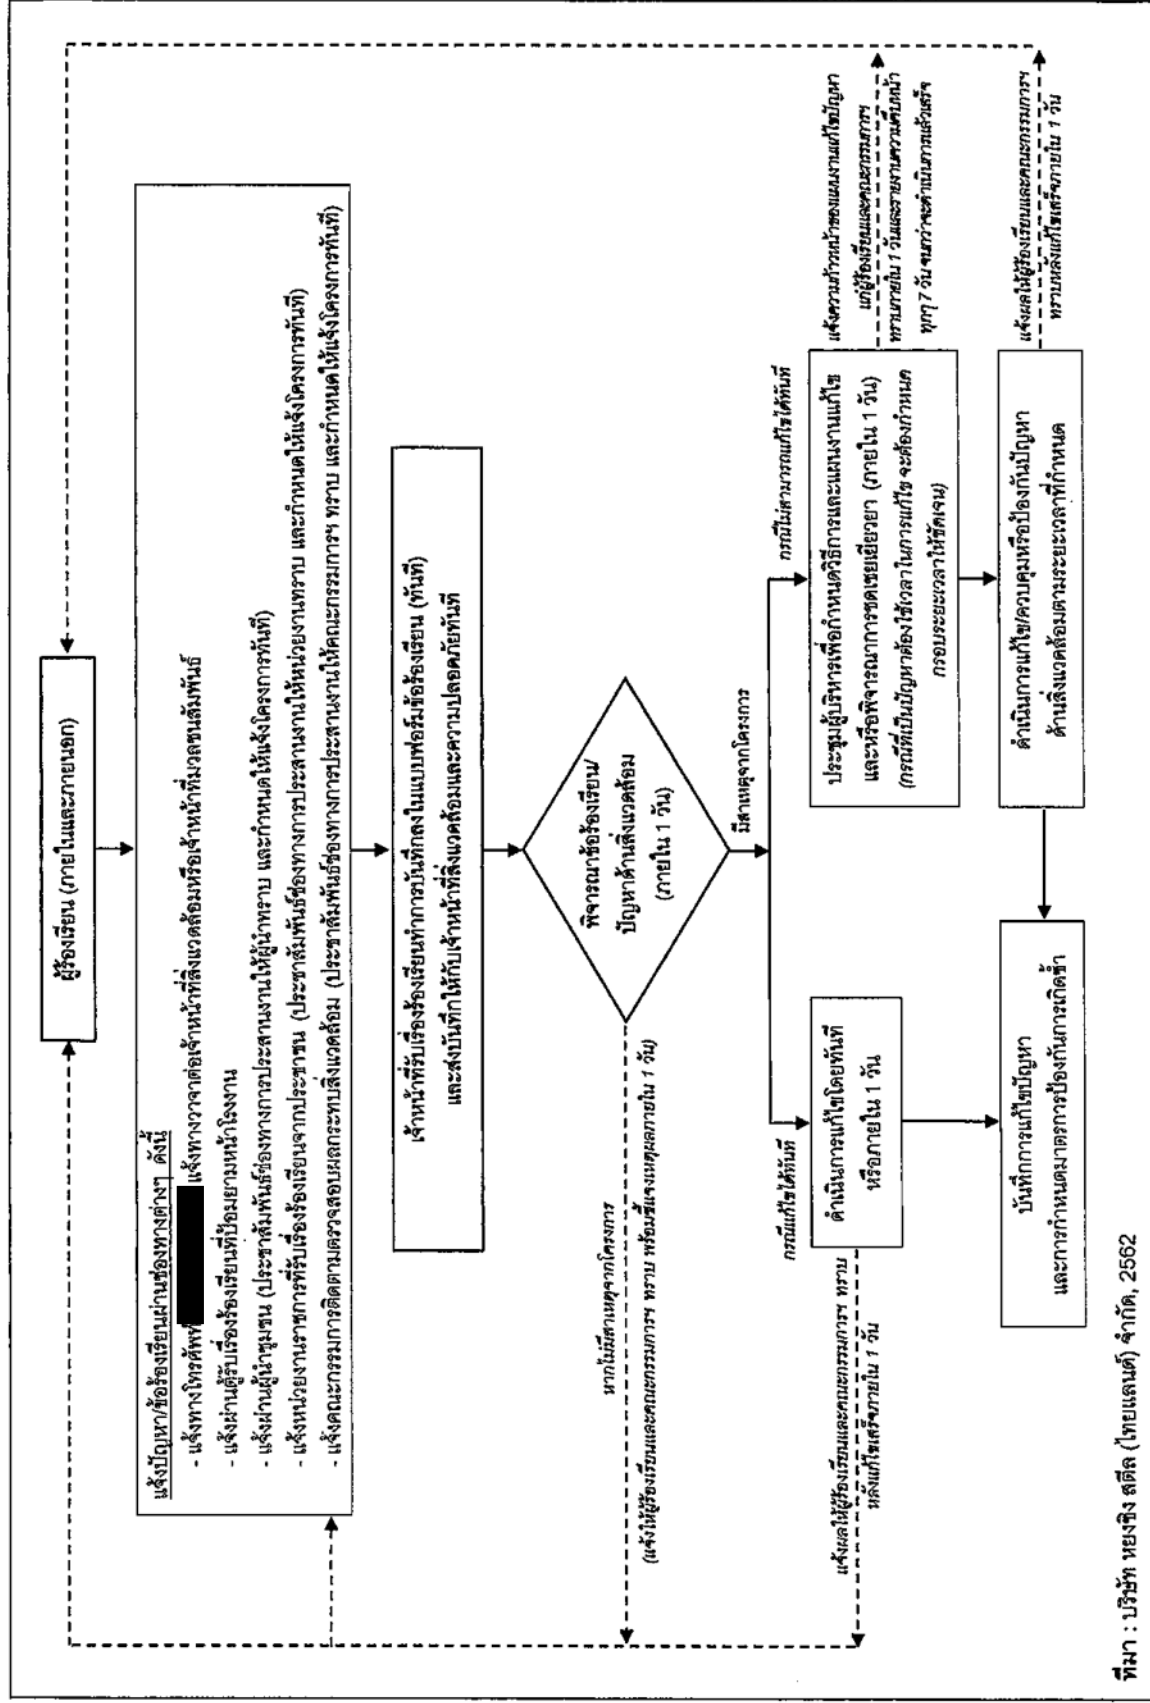 ผู้ร้องเรียน (ภายในและภายนอก)
แจ้งปัญหา/ข้อร้องเรียนผ่านช่องทางต่างๆ ดังนี้
- แจ้งทางโทรศัพท์
แจ้งทางวาจาต่อเจ้าหน้าที่สิ่งแวดล้อมหรือเจ้าหน้าที่มวลชนสัมพันธ์
- แจ้งผ่านตู้รับเรื่องร้องเรียนที่ป้อมยามหน้าโรงงาน
- แจ้งผ่านผู้นำชุมชน (ประชาสัมพันธ์ช่องทางการประสานงานให้ผู้นำทราบ และกำหนดให้แจ้งโครงการทันที)
- แจ้งหน่วยงานราชการที่รับเรื่องร้องเรียนจากประชาชน (ประชาสัมพันธ์ช่องทางการประสานงานให้หน่วยงานทราบ และกำหนดให้แจ้งโครงการทันที)
- แจ้งคณะกรรมการติดตามตรวจสอบผลกระทบสิ่งแวดล้อม (ประชาสัมพันธ์ช่องทางการประสานงานให้คณะกรรมการฯ ทราบ และกำหนดให้แจ้งโครงการทันที)
เจ้าหน้าที่รับเรื่องร้องเรียนทำการบันทึกลงในแบบฟอร์มข้อร้องเรียน (ทันที)
และส่งบันทึกให้กับเจ้าหน้าที่สิ่งแวดล้อมและความปลอดภัยทันที
พิจารณาข้อร้องเรียน/
ปัญหาด้านสิ่งแวดล้อม
(ภายใน 1 วัน)
หากไม่มีสาเหตุจากโครงการ
(แจ้งให้ผู้ร้องเรียนและคณะกรรมการฯ ทราบ พร้อมชี้แจงเหตุผลภายใน 1 วัน)
มีสาเหตุจากโครงการ
กรณีแก้ไขได้ทันที
กรณีไม่สามารถแก้ไขได้ทันที
ดำเนินการแก้ไขโดยทันที
หรือภายใน 1 วัน
แจ้งผลให้ผู้ร้องเรียนและคณะกรรมการฯ ทราบ
หลังแก้ไขเสร็จภายใน 1 วัน
ประชุมผู้บริหารเพื่อกำหนดวิธีการและแผนงานแก้ไข
และหรือพิจารณาการชดเชยเยียวยา (ภายใน 1 วัน)
(กรณีที่เป็นปัญหาต้องใช้เวลาในการแก้ไข จะต้องกำหนด
กรอบระยะเวลาให้ชัดเจน)
แจ้งความก้าวหน้าของแผนงานแก้ไขปัญหา
แก่ผู้ร้องเรียนและคณะกรรมการฯ
ทราบภายใน 1 วันและรายงานความคืบหน้า
ทุกๆ 7 วัน จนกว่าจะดำเนินการแล้วเสร็จ
ดำเนินการแก้ไข/ควบคุมหรือป้องกันปัญหา
ด้านสิ่งแวดล้อมตามระยะเวลาที่กำหนด
แจ้งผลให้ผู้ร้องเรียนและคณะกรรมการฯ
ทราบหลังแก้ไขเสร็จภายใน 1 วัน
บันทึกการแก้ไขปัญหา
และการกำหนดมาตรการป้องกันการเกิดซ้ำ
ที่มา : บริษัท หยงชิง สตีล (ไทยแลนด์) จำกัด, 2562